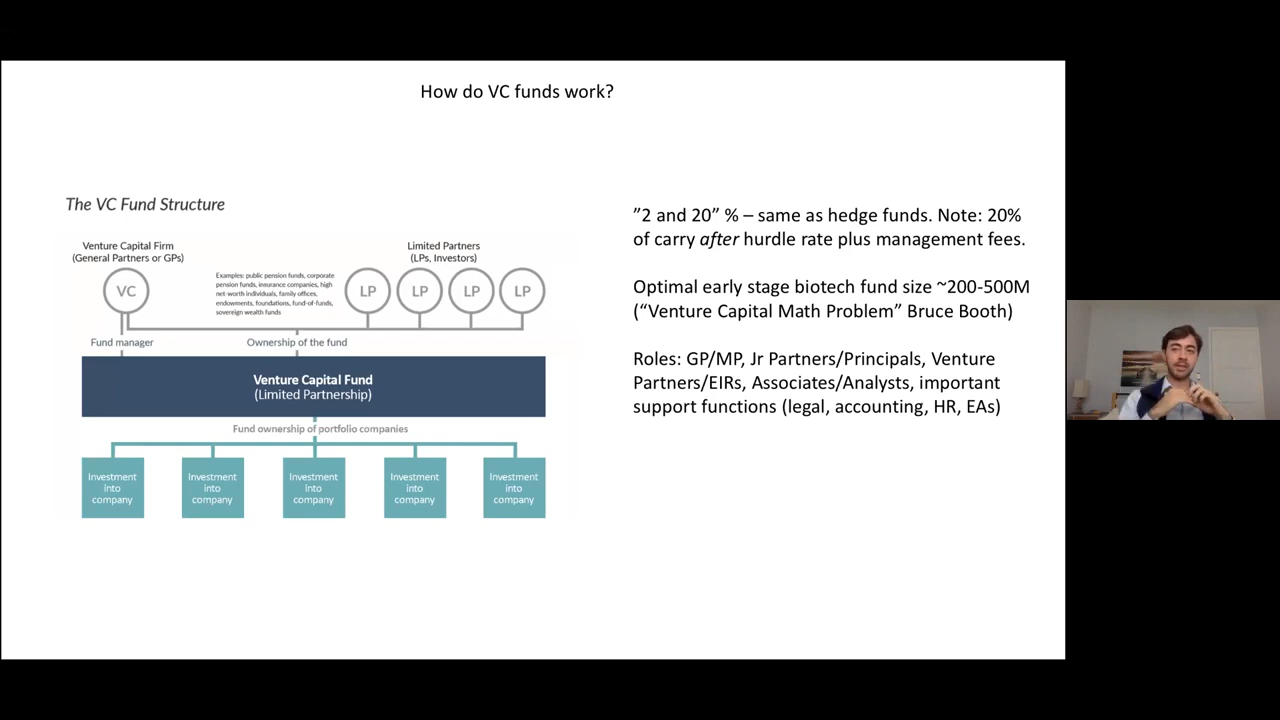 How do VC funds work?
The VC Fund Structure
Venture Capital Firm
(General Partners or GPs)
Limited Partners
(LPs, Investors)
Examples: public pension funds, corporate
pension funds, insurance companies, high
net-worth individuals, family offices,
endowments, foundations, fund-of-funds,
sovereign wealth funds
VC
LP
LP
LP
LP
Fund manager
Ownership of the fund
Venture Capital Fund
(Limited Partnership)
Fund ownership of portfolio companies
Investment
into
company
Investment
into
company
Investment
into
company
Investment
into
company
Investment
into
company
”2 and 20” % – same as hedge funds. Note: 20%
of carry after hurdle rate plus management fees.
Optimal early stage biotech fund size ~200-500M
(“Venture Capital Math Problem” Bruce Booth)
Roles: GP/MP, Jr Partners/Principals, Venture
Partners/EIRs, Associates/Analysts, important
support functions (legal, accounting, HR, EAs)